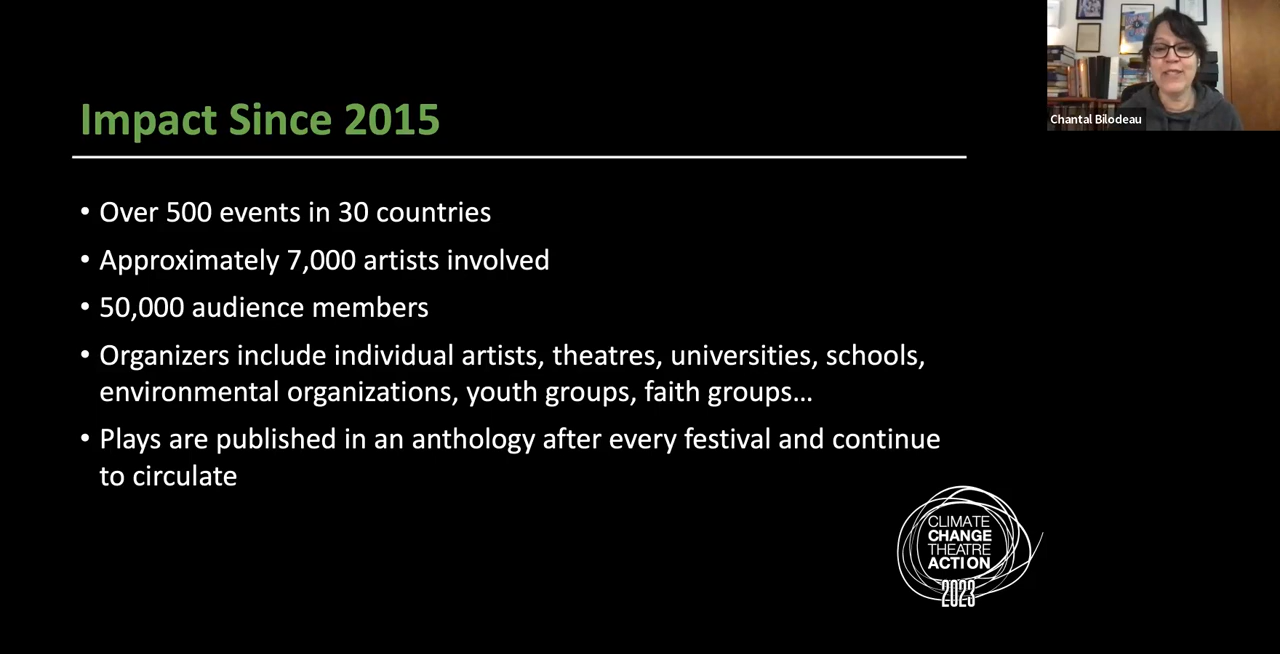 Impact Since 2015
• Over 500 events in 30 countries
• Approximately 7,000 artists involved
• 50,000 audience members
• Organizers include individual artists, theatres, universities, schools,
environmental organizations, youth groups, faith groups…
• Plays are published in an anthology after every festival and continue
to circulate
Chantal Bilodeau
CLIMATE
CHANGE
THEATRE
ACTION
2023